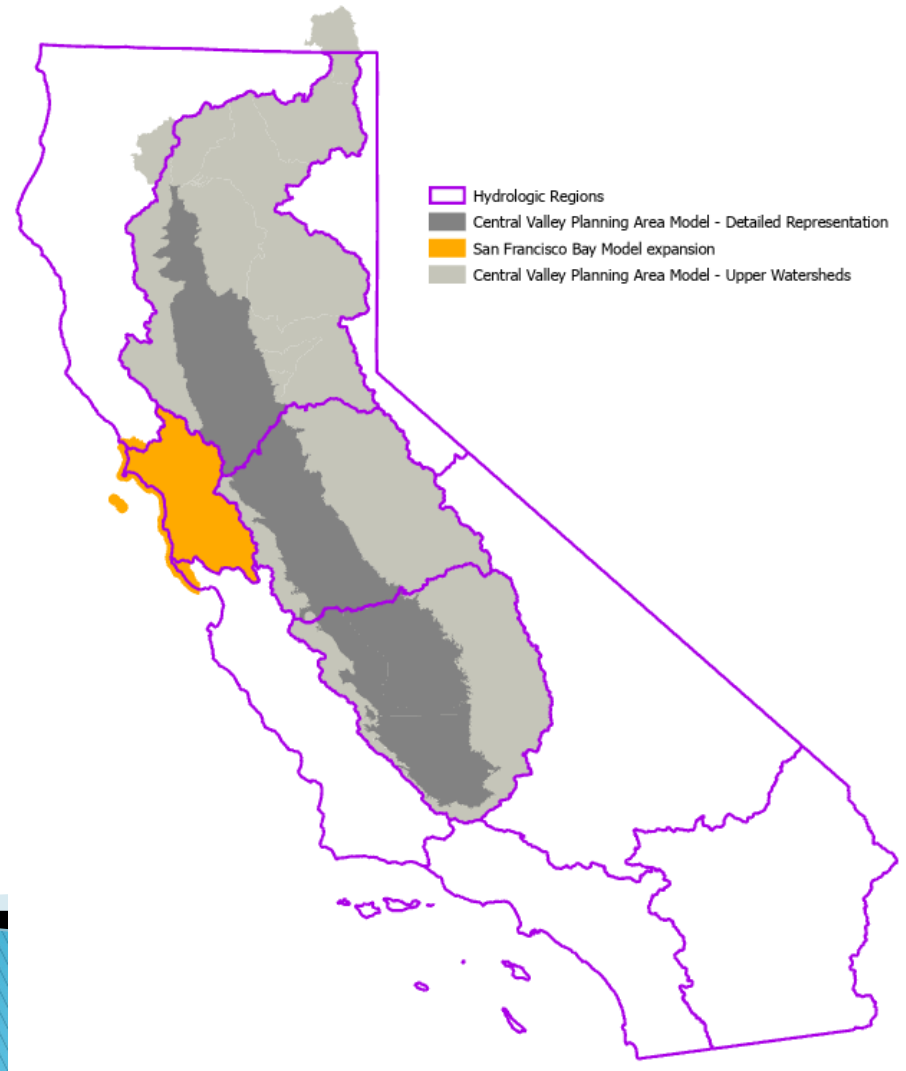 Hydrologic Regions
Central Valley Planning Area Model - Detailed Representation
San Francisco Bay Model expansion
Central Valley Planning Area Model - Upper Watersheds